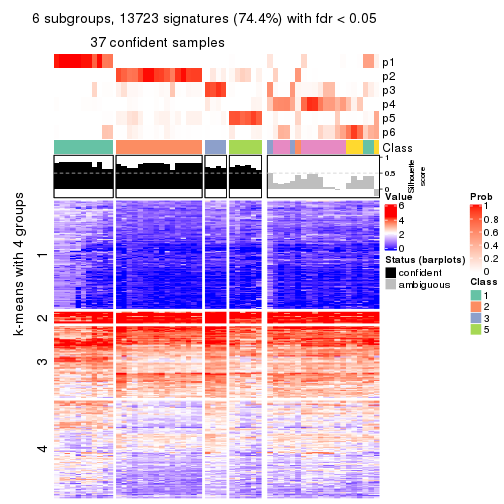 6 subgroups, 13723 signatures (74.4%) with fdr < 0.05
37 confident samples
p1
p2
p3
p4
p5
p6
Class
1
0.5
0
Silhouette
score
k-means with 4 groups
1
2
3
4
Value
6
4
2
0
Status (barplots)
confident
ambiguous
Prob
1
0.8
0.6
0.4
0.2
0
Class
1
2
3
5